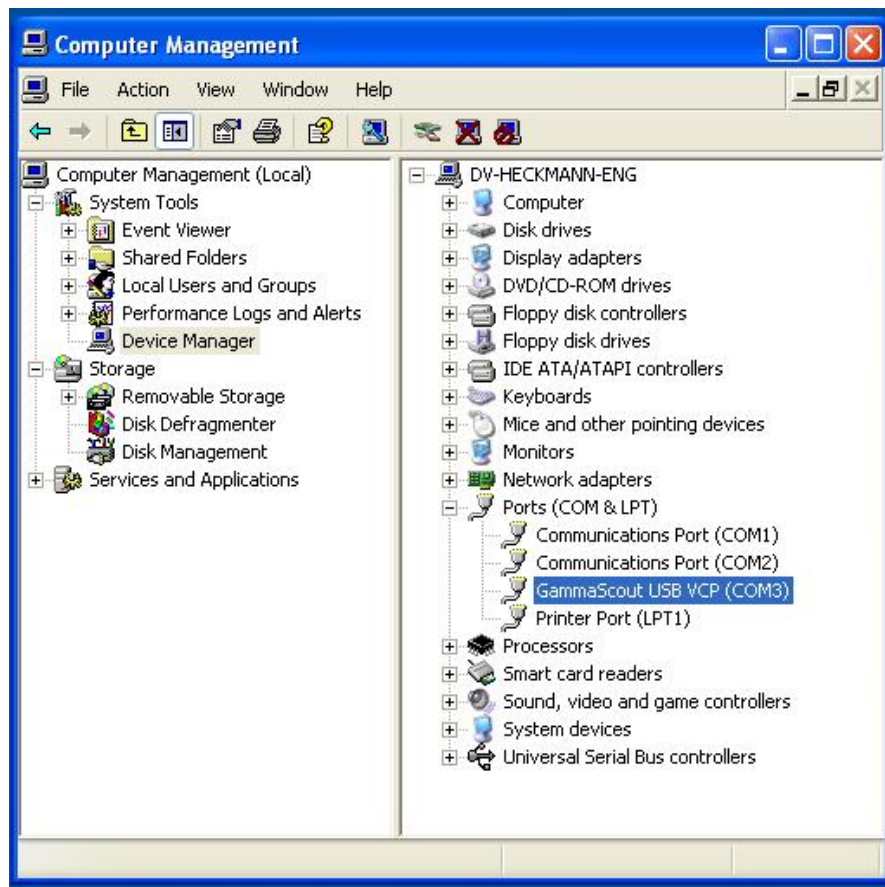 Computer Management
File Action View Window Help
Computer Management (Local)
System Tools
Event Viewer
Shared Folders
Local Users and Groups
Performance Logs and Alerts
Device Manager
Storage
Removable Storage
Disk Defragmenter
Disk Management
Services and Applications
DV-HECKMANN-ENG
Computer
Disk drives
Display adapters
DVD/CD-ROM drives
Floppy disk controllers
Floppy disk drives
IDE ATA/ATAPI controllers
Keyboards
Mice and other pointing devices
Monitors
Network adapters
Ports (COM & LPT)
Communications Port (COM1)
Communications Port (COM2)
GammaScout USB VCP (COM3)
Printer Port (LPT1)
Processors
Smart card readers
Sound, video and game controllers
System devices
Universal Serial Bus controllers